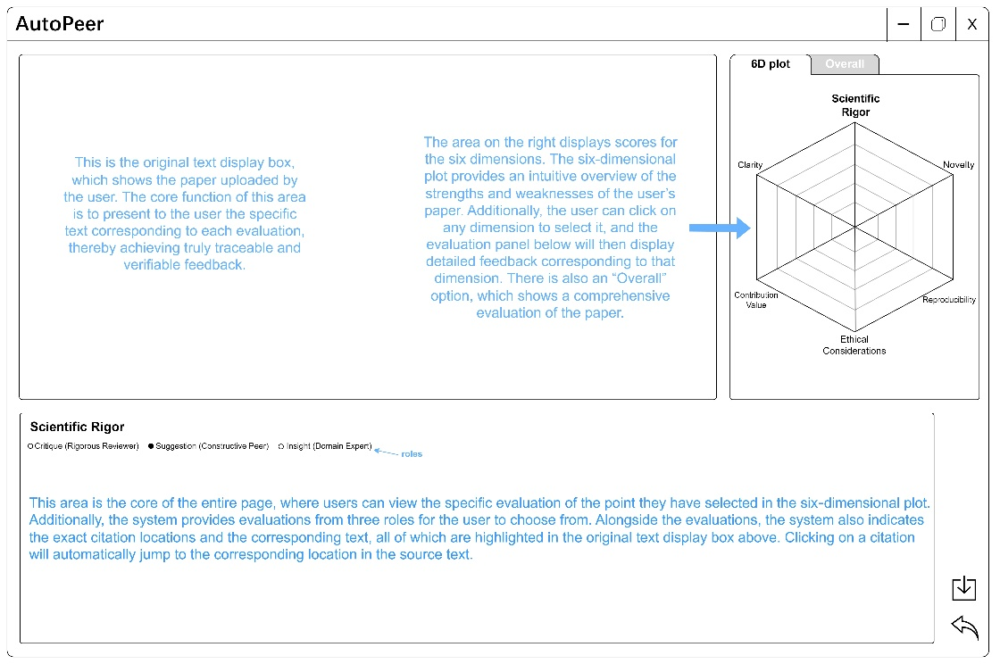 AutoPeer
X
This is the original text display box,
which shows the paper uploaded by
the user. The core function of this area
is to present to the user the specific
text corresponding to each evaluation,
thereby achieving truly traceable and
verifiable feedback.
The area on the right displays scores for
the six dimensions. The six-dimensional
plot provides an intuitive overview of the
strengths and weaknesses of the user's
paper. Additionally, the user can click on
any dimension to select it, and the
evaluation panel below will then display
detailed feedback corresponding to that
dimension. There is also an “Overall”
option, which shows a comprehensive
evaluation of the paper.
6D plot
Overall
Scientific
Rigor
Clarity
Novelty
Contribution
Value
Reproducibility
Ethical
Considerations
Scientific Rigor
Critique (Rigorous Reviewer) Suggestion (Constructive Peer) Insight (Domain Expert)
roles
This area is the core of the entire page, where users can view the specific evaluation of the point they have selected in the six-dimensional plot.
Additionally, the system provides evaluations from three roles for the user to choose from. Alongside the evaluations, the system also indicates
the exact citation locations and the corresponding text, all of which are highlighted in the original text display box above. Clicking on a citation
will automatically jump to the corresponding location in the source text.